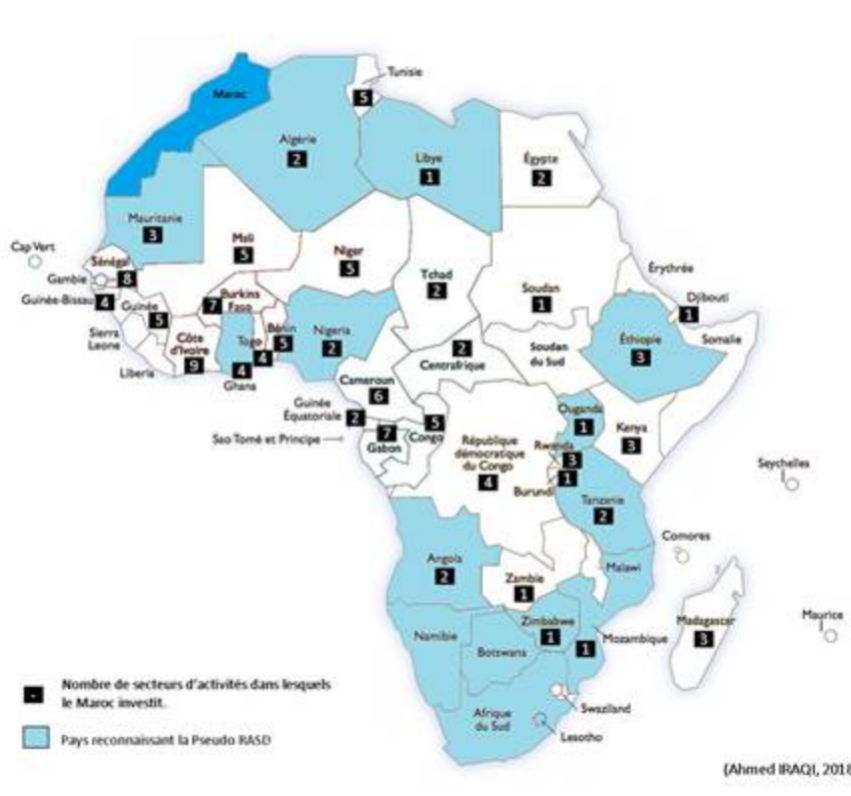 Tunisie
Maroc
5
Algérie
2
Libye
1
Égypte
2
Mauritanie
3
Cap Vert
Mali
5
Niger
5
Sénégal
8
Gambie
Tchad
2
Érythrée
Soudan
1
Guinée-Bissau
4
Guinée
5
Burkina
Faso
7
Djibouti
1
Sierra
Leone
Côte
d'Ivoire
9
Togo
4
Bénin
5
Nigeria
2
Soudan
du Sud
Éthiopie
3
Somalie
2
Centrafrique
Liberia
4
Ghana
Cameroun
6
Guinée
Équatoriale
2
Ouganda
1
5
Congo
7
Gabon
Sao Tomé et Principe
République
démocratique
du Congo
4
Kenya
3
Rwanda
3
Burundi
1
Seychelles
Tanzanie
2
Comores
Angola
2
Malawi
Zambie
1
Madagascar
3
Maurice
Zimbabwe
1
Mozambique
1
Namibie
Botswana
Swaziland
Afrique
du Sud
Lesotho
- Nombre de secteurs d'activités dans lesquels
le Maroc investit.
Pays reconnaissant la Pseudo RASD
(Ahmed IRAQI, 2018